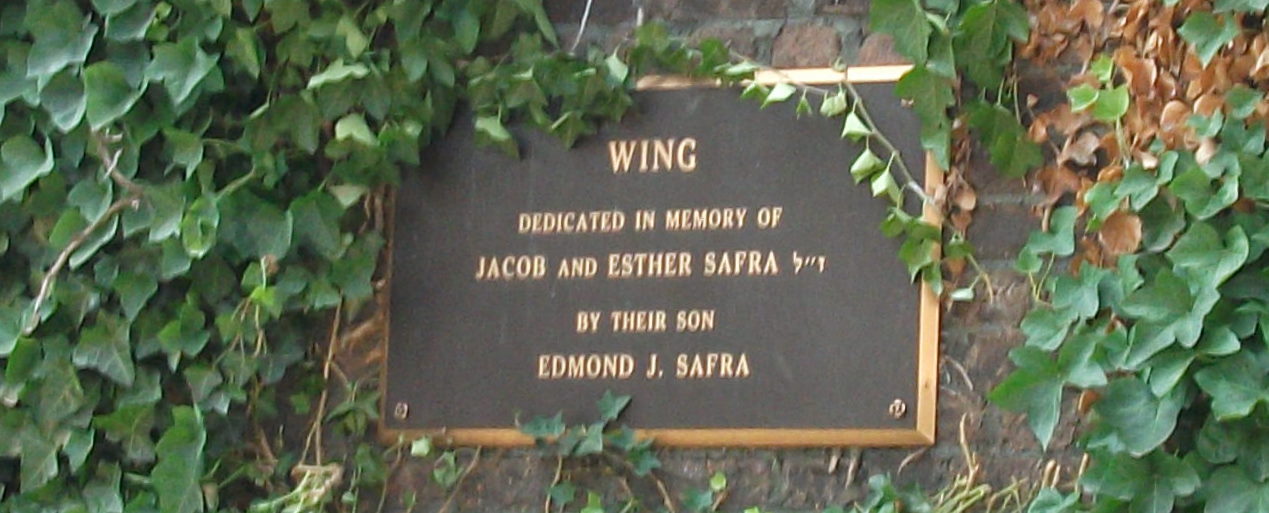 WING
DEDICATED IN MEMORY OF
JACOB AND ESTHER SAFRA ז״ל
BY THEIR SON
EDMOND J. SAFRA